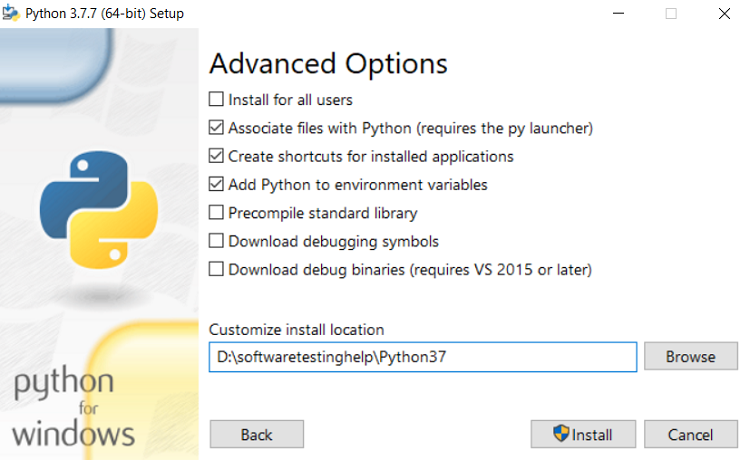 Python 3.7.7 (64-bit) Setup
Advanced Options
Install for all users
Associate files with Python (requires the py launcher)
Create shortcuts for installed applications
Add Python to environment variables
Precompile standard library
Download debugging symbols
Download debug binaries (requires VS 2015 or later)
Customize install location
D:\softwaretestinghelp\Python37
Browse
python
for
windows
Back
Install
Cancel